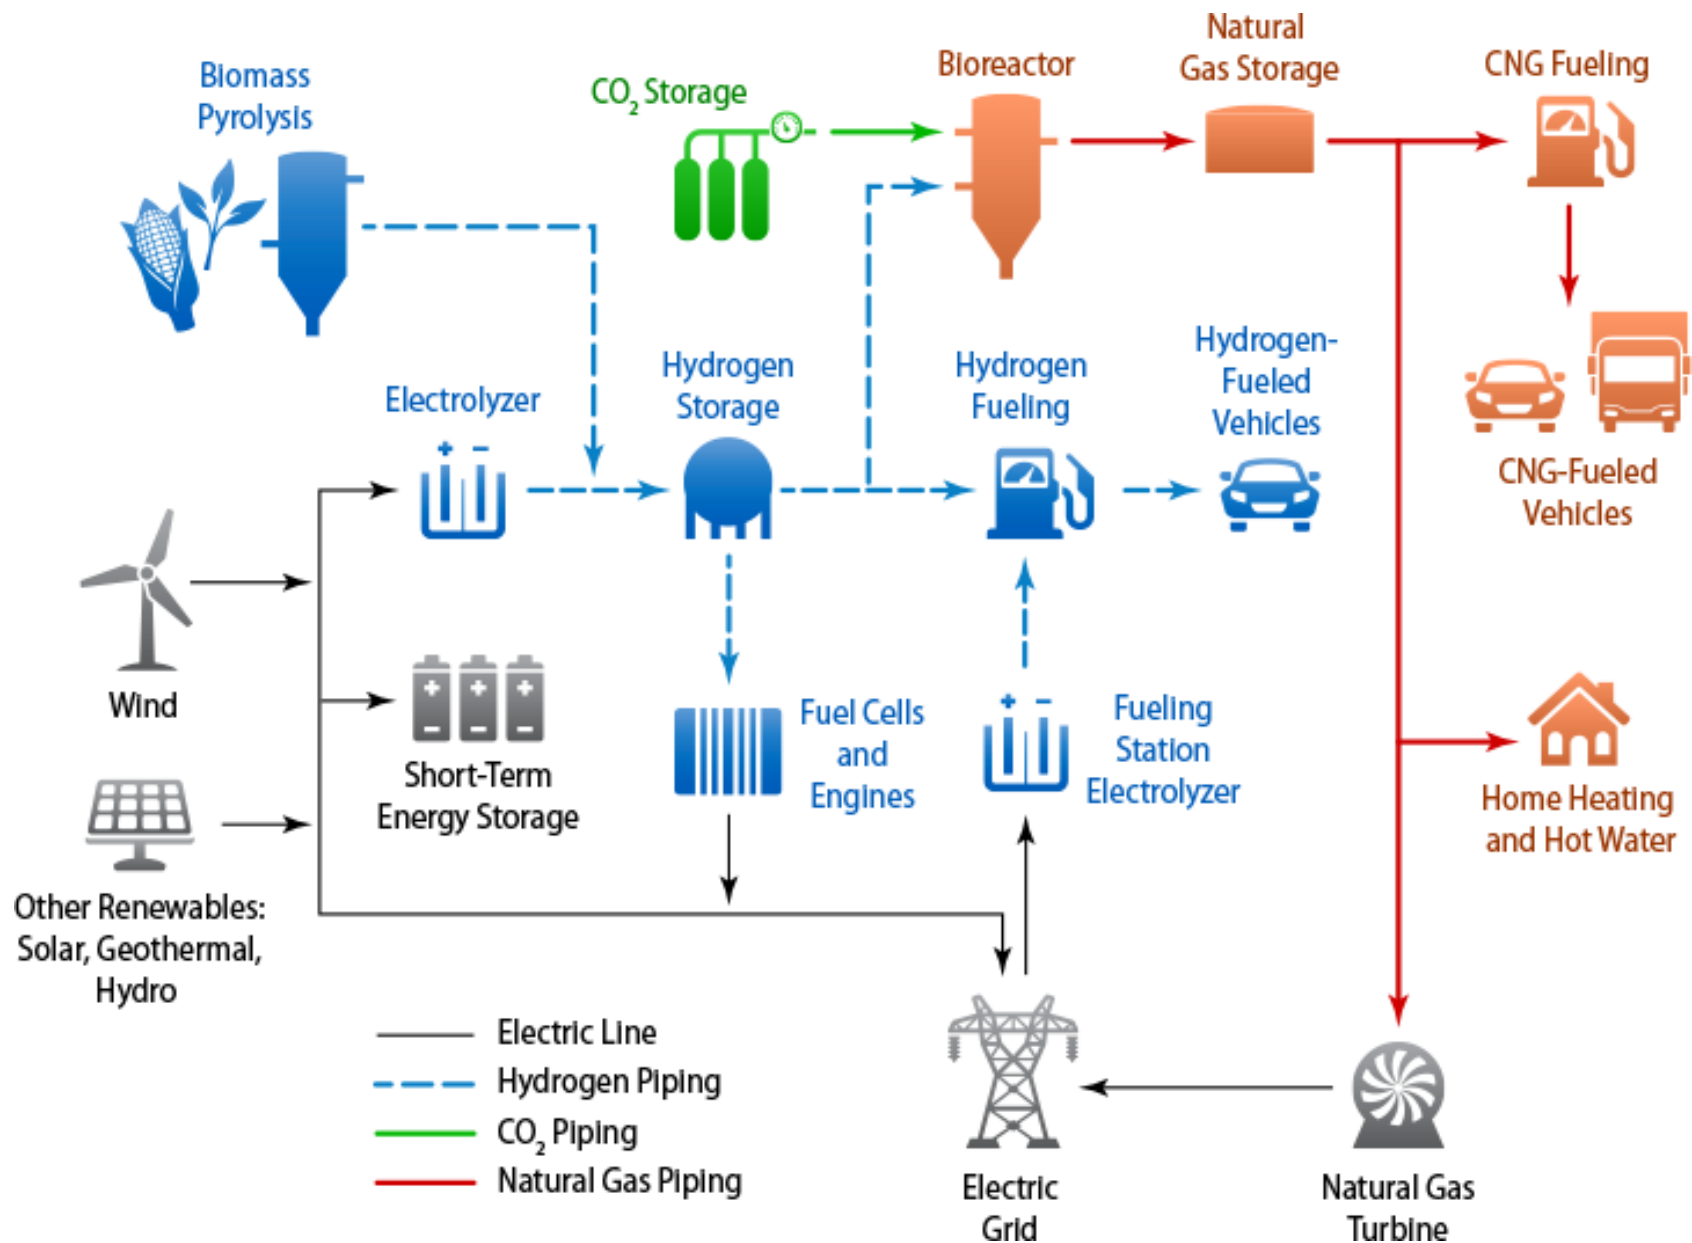 Biomass
Pyrolysis
CO₂ Storage
Bioreactor
Natural
Gas Storage
CNG Fueling
Electrolyzer
Hydrogen
Storage
Hydrogen
Fueling
Hydrogen-
Fueled
Vehicles
CNG-Fueled
Vehicles
Wind
Short-Term
Energy Storage
Fuel Cells
and
Engines
Fueling
Station
Electrolyzer
Home Heating
and Hot Water
Other Renewables:
Solar, Geothermal,
Hydro
Electric Line
Hydrogen Piping
CO₂ Piping
Natural Gas Piping
Electric
Grid
Natural Gas
Turbine